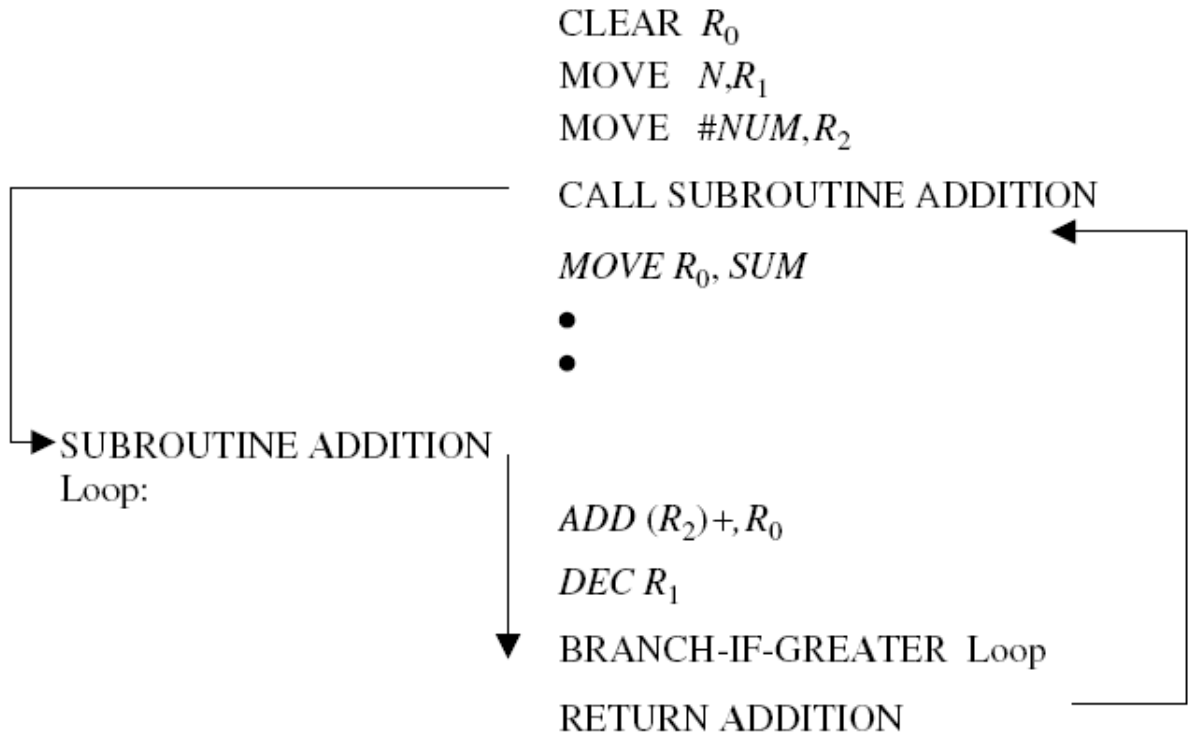 CLEAR R₀
MOVE N,R₁
MOVE #NUM,R₂
CALL SUBROUTINE ADDITION
MOVE R₀, SUM
SUBROUTINE ADDITION
Loop:
ADD (R₂)+,R₀
DEC R₁
BRANCH-IF-GREATER Loop
RETURN ADDITION